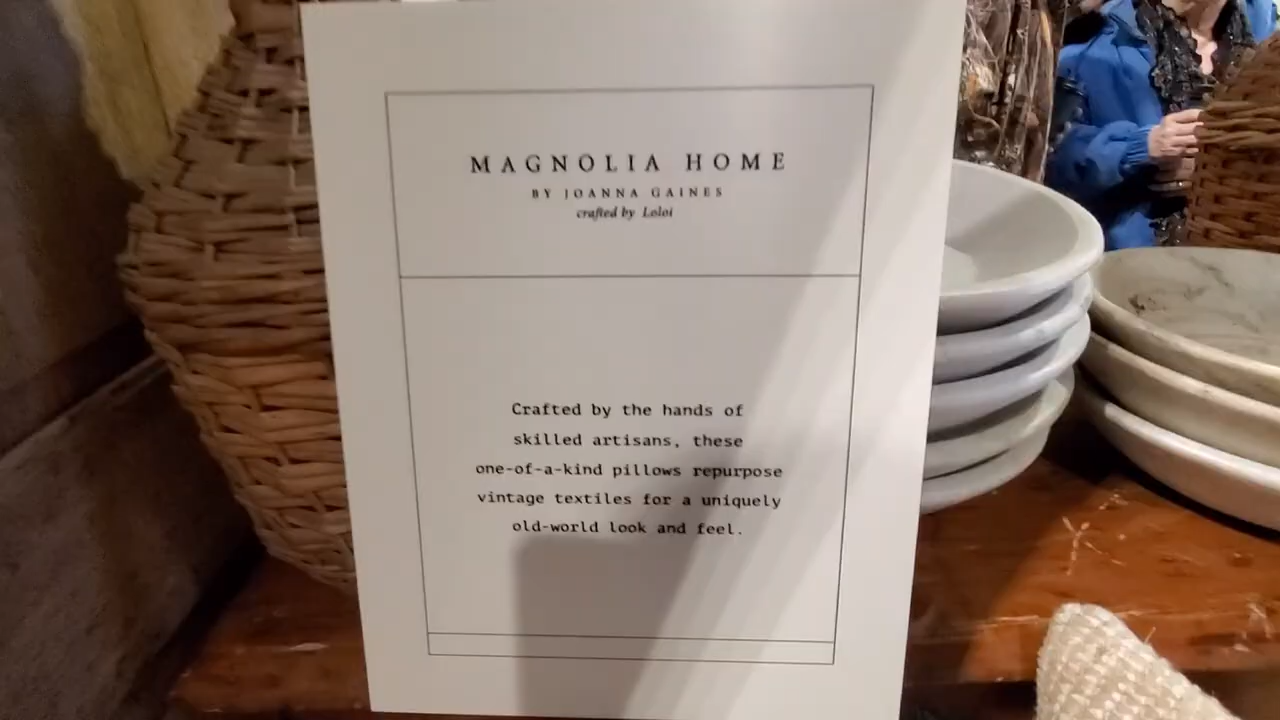 MAGNOLIA HOME
BY JOANNA GAINES
crafted by Loloi
Crafted by the hands of
skilled artisans, these
one-of-a-kind pillows repurpose
vintage textiles for a uniquely
old-world look and feel.